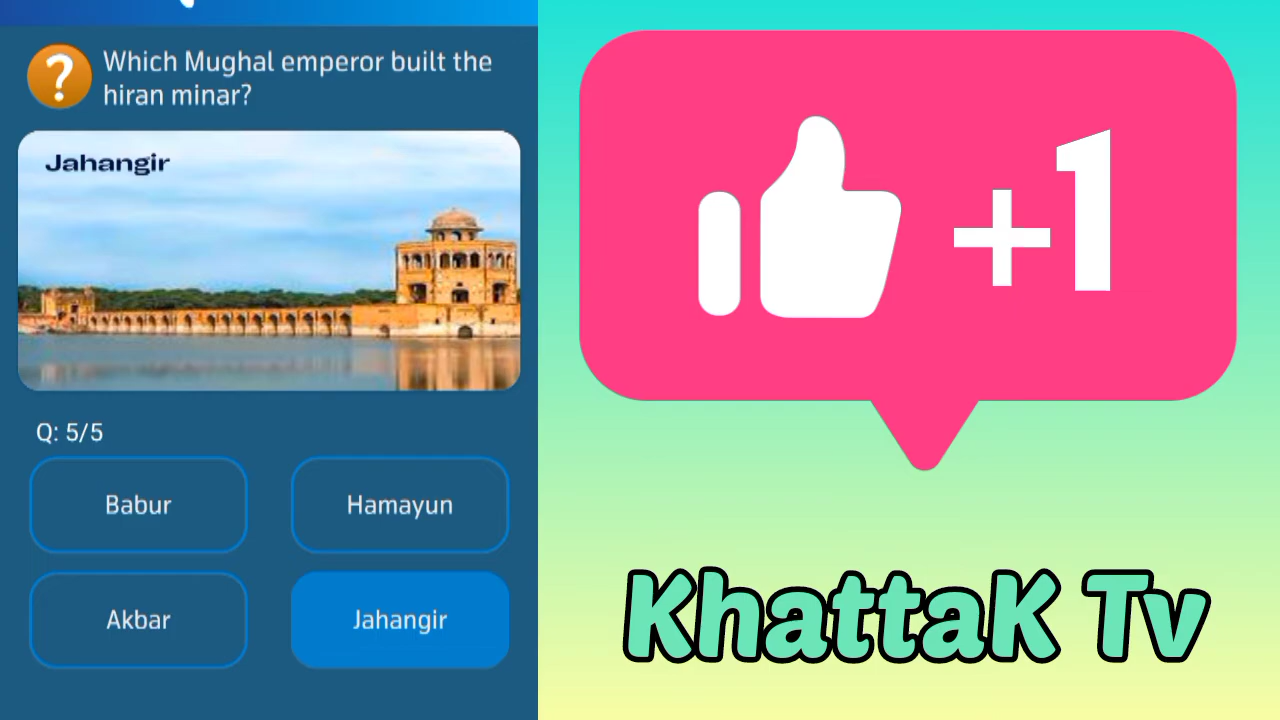 Which Mughal emperor built the
hiran minar?
Jahangir
Q: 5/5
Babur
Hamayun
Akbar
Jahangir
+1
KhattaK Tv